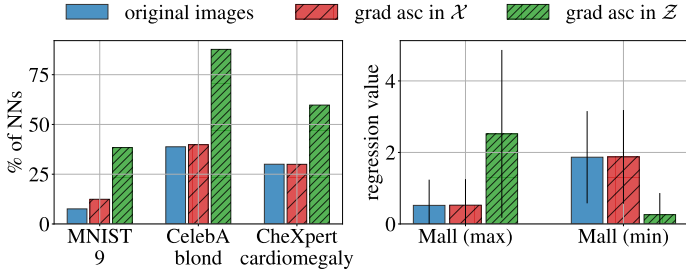 original images
grad asc in 𝒳
grad asc in 𝒵
% of NNs
75
50
25
0
MNIST
9
CelebA
blond
CheXpert
cardiomegaly
regression value
4
2
0
Mall (max)
Mall (min)